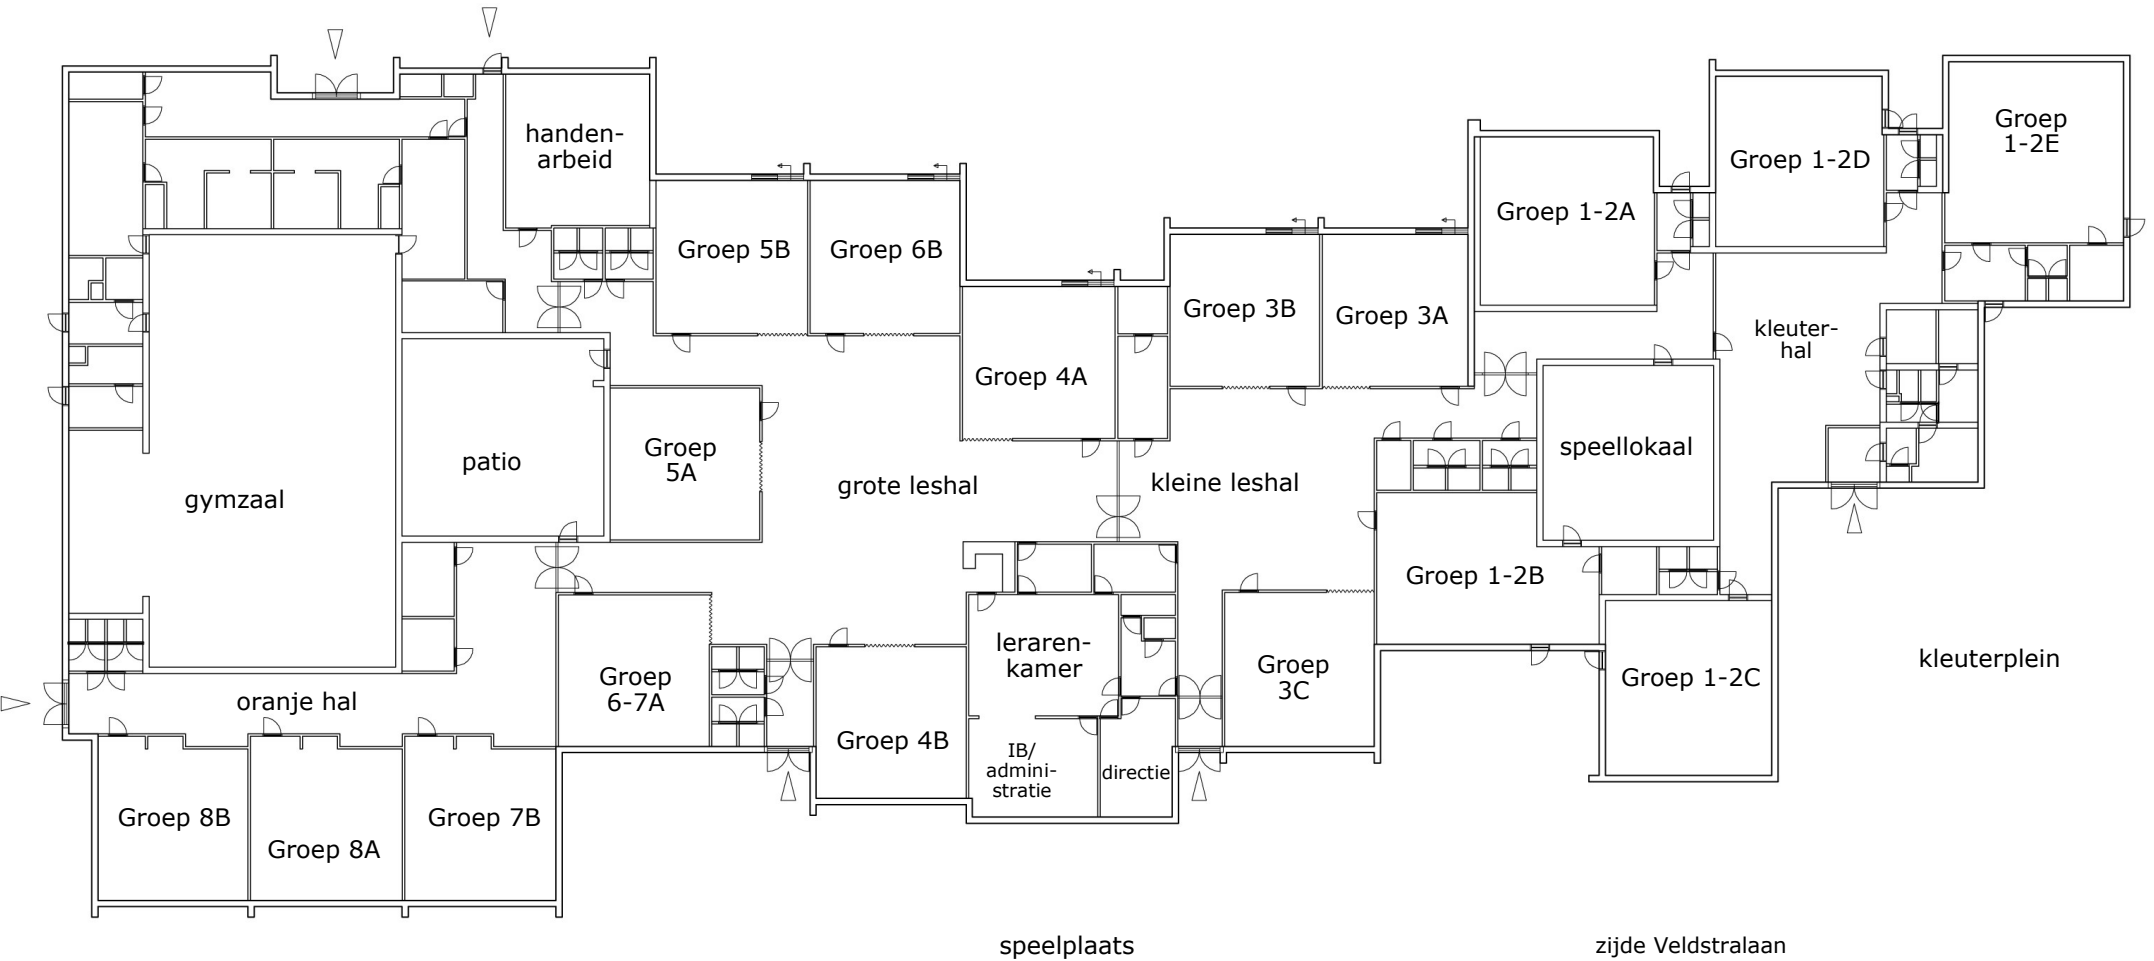 handen-
arbeid
Groep 5B
Groep 6B
Groep 4A
Groep 3B
Groep 3A
Groep 1-2A
Groep 1-2D
Groep
1-2E
kleuter-
hal
speellokaal
gymzaal
patio
Groep
5A
grote leshal
kleine leshal
Groep 1-2B
Groep 1-2C
kleuterplein
oranje hal
Groep
6-7A
Groep 4B
leraren-
kamer
IB/
admini-
stratie
directie
Groep
3C
Groep 8B
Groep 8A
Groep 7B
speelplaats
zijde Veldstralaan